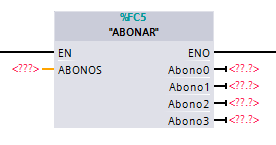 %FC5
"ABONAR"
EN ENO
<???> ABONOS Abono0 <??.?>
Abono1 <??.?>
Abono2 <??.?>
Abono3 <??.?>